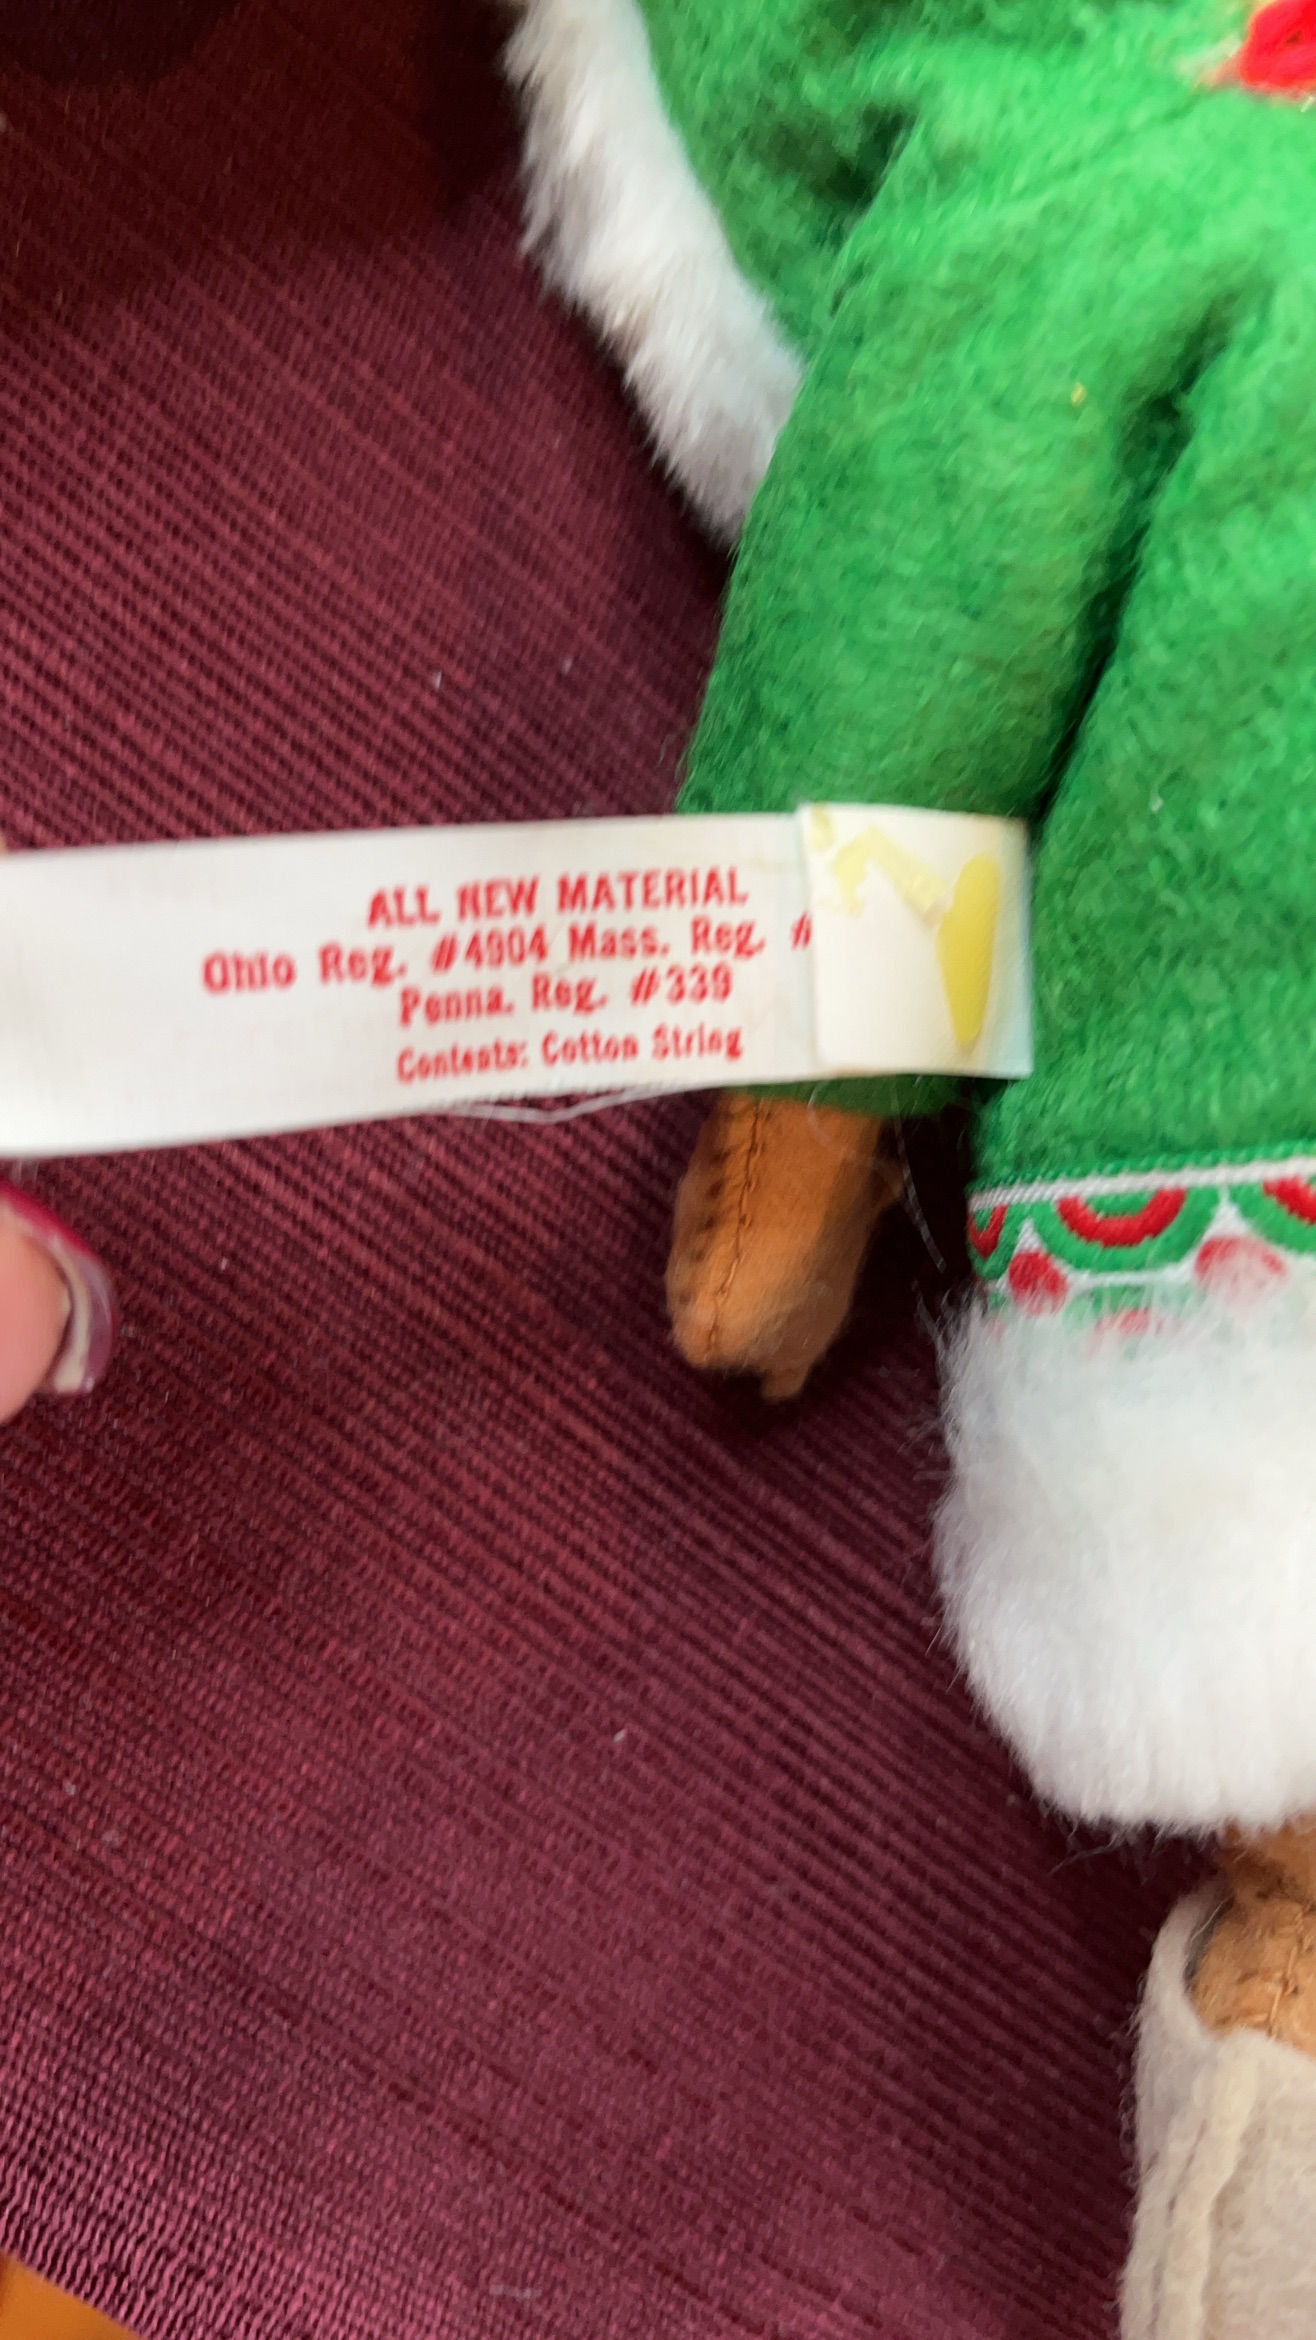 ALL NEW MATERIAL
Ohio Reg. #4904 Mass. Reg. #
Penna. Reg. #339
Contents: Cotton String